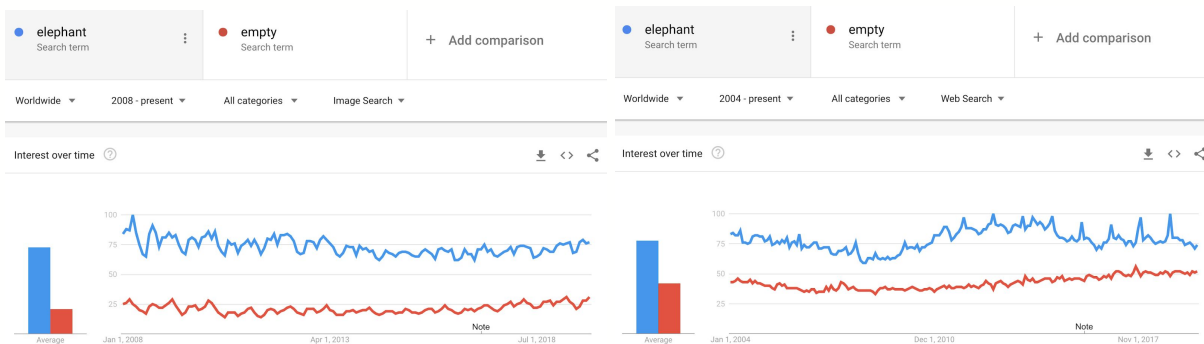 elephant
Search term
empty
Search term
+ Add comparison
Worldwide 2008 - present All categories Image Search
Interest over time ?
100
75
50
25
Note
Average Jan 1, 2008 Apr 1, 2013 Jul 1, 2018
elephant
Search term
empty
Search term
+ Add comparison
Worldwide 2004 - present All categories Web Search
Interest over time ?
100
75
50
25
Note
Average Jan 1, 2004 Dec 1, 2010 Nov 1, 2017